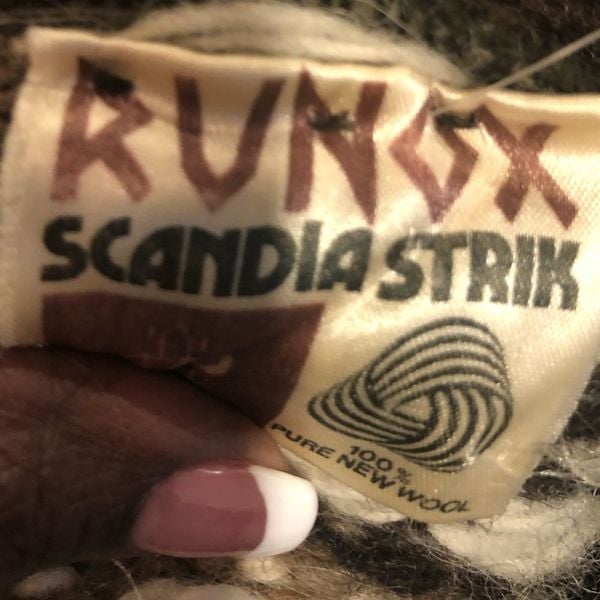 RUNOX
SCANDIA STRIK
100%
PURE NEW WOOL